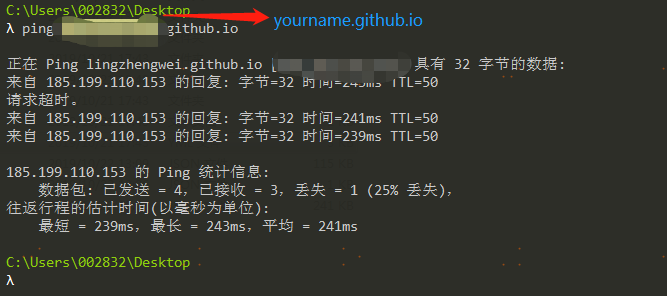 C:\Users\002832\Desktop
λ ping github.io
yourname.github.io
正在 Ping lingzhengwei.github.io [ 具有 32 字节的数据:
来自 185.199.110.153 的回复: 字节=32 时间=243ms TTL=50
请求超时。
来自 185.199.110.153 的回复: 字节=32 时间=241ms TTL=50
来自 185.199.110.153 的回复: 字节=32 时间=239ms TTL=50
185.199.110.153 的 Ping 统计信息:
数据包: 已发送 = 4，已接收 = 3，丢失 = 1 (25% 丢失)，
往返行程的估计时间(以毫秒为单位):
最短 = 239ms，最长 = 243ms，平均 = 241ms
C:\Users\002832\Desktop
λ